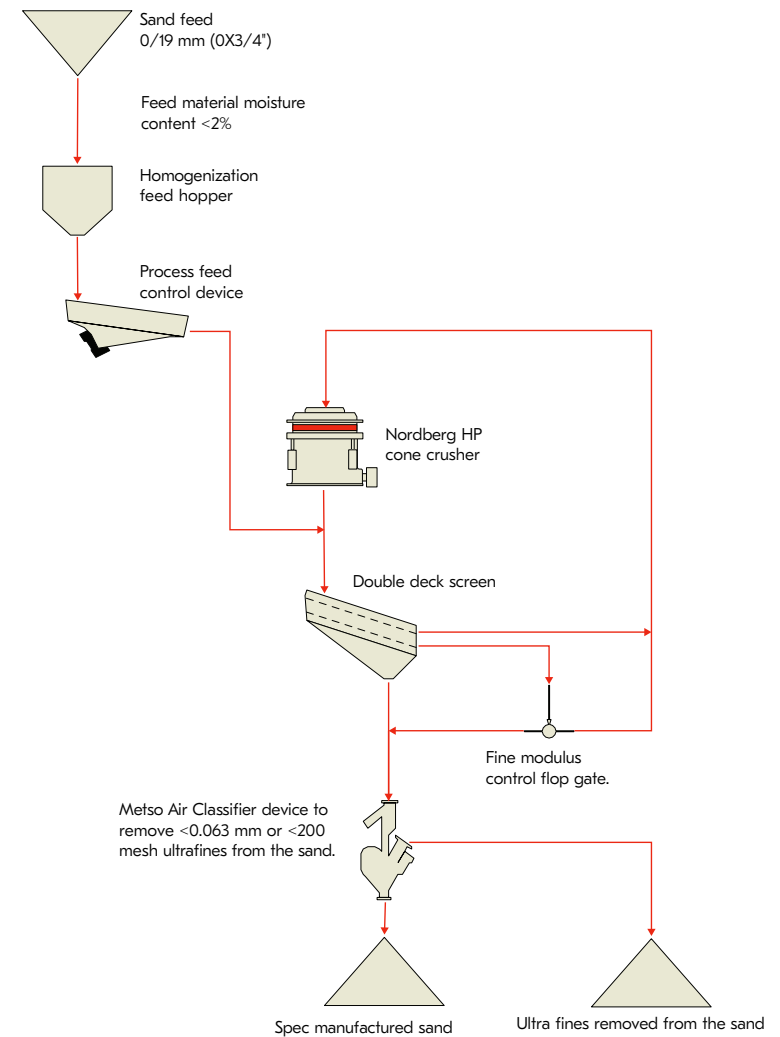 Sand feed
0/19 mm (0X3/4")
Feed material moisture
content <2%
Homogenization
feed hopper
Process feed
control device
Nordberg HP
cone crusher
Double deck screen
Fine modulus
control flop gate.
Metso Air Classifier device to
remove <0.063 mm or <200
mesh ultrafines from the sand.
Spec manufactured sand
Ultra fines removed from the sand